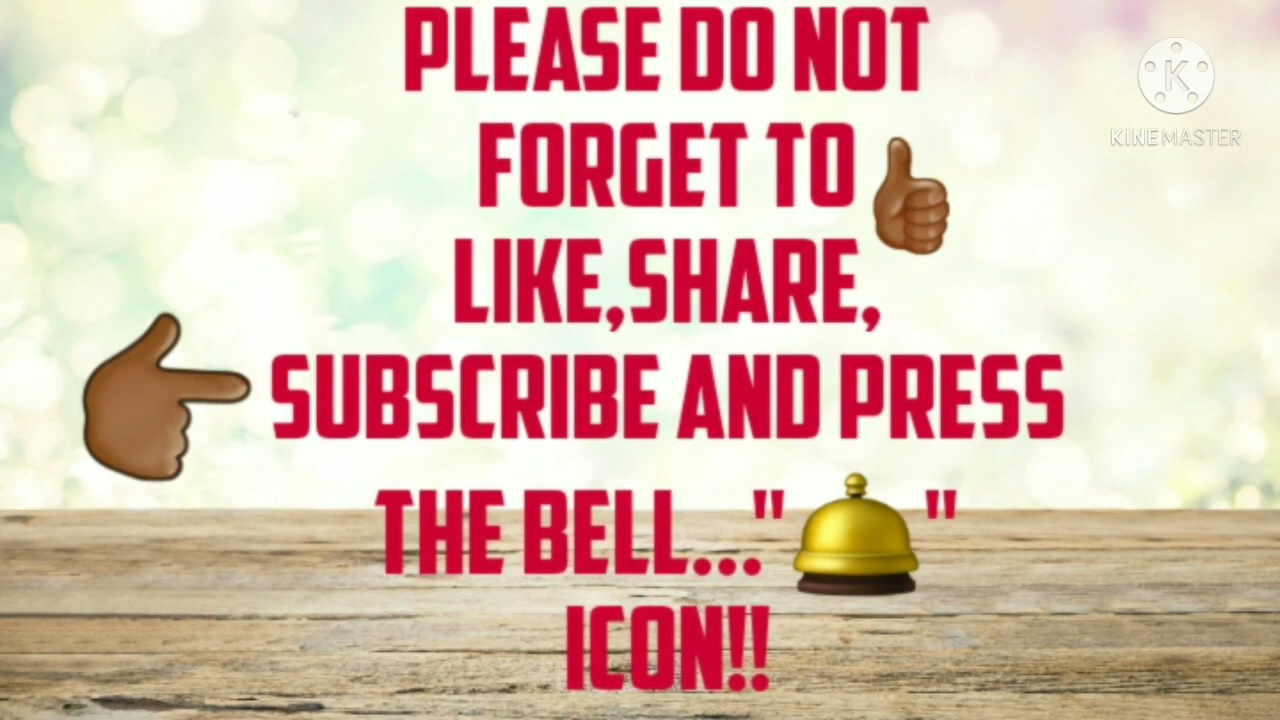 PLEASE DO NOT
FORGET TO
LIKE,SHARE,
SUBSCRIBE AND PRESS
THE BELL..." "
ICON!!
K
KINEMASTER